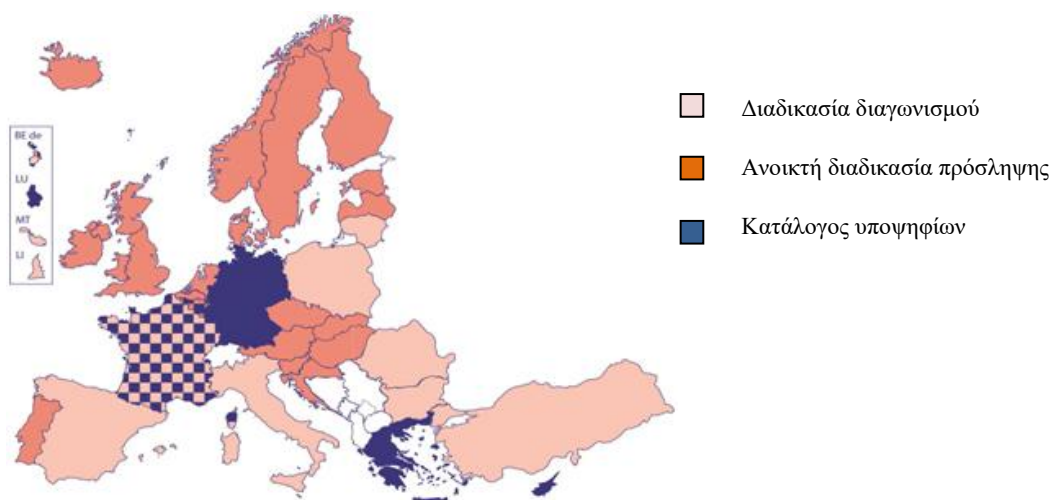 BE de
LU
MT
LI
Διαδικασία διαγωνισμού
Ανοικτή διαδικασία πρόσληψης
Κατάλογος υποψηφίων